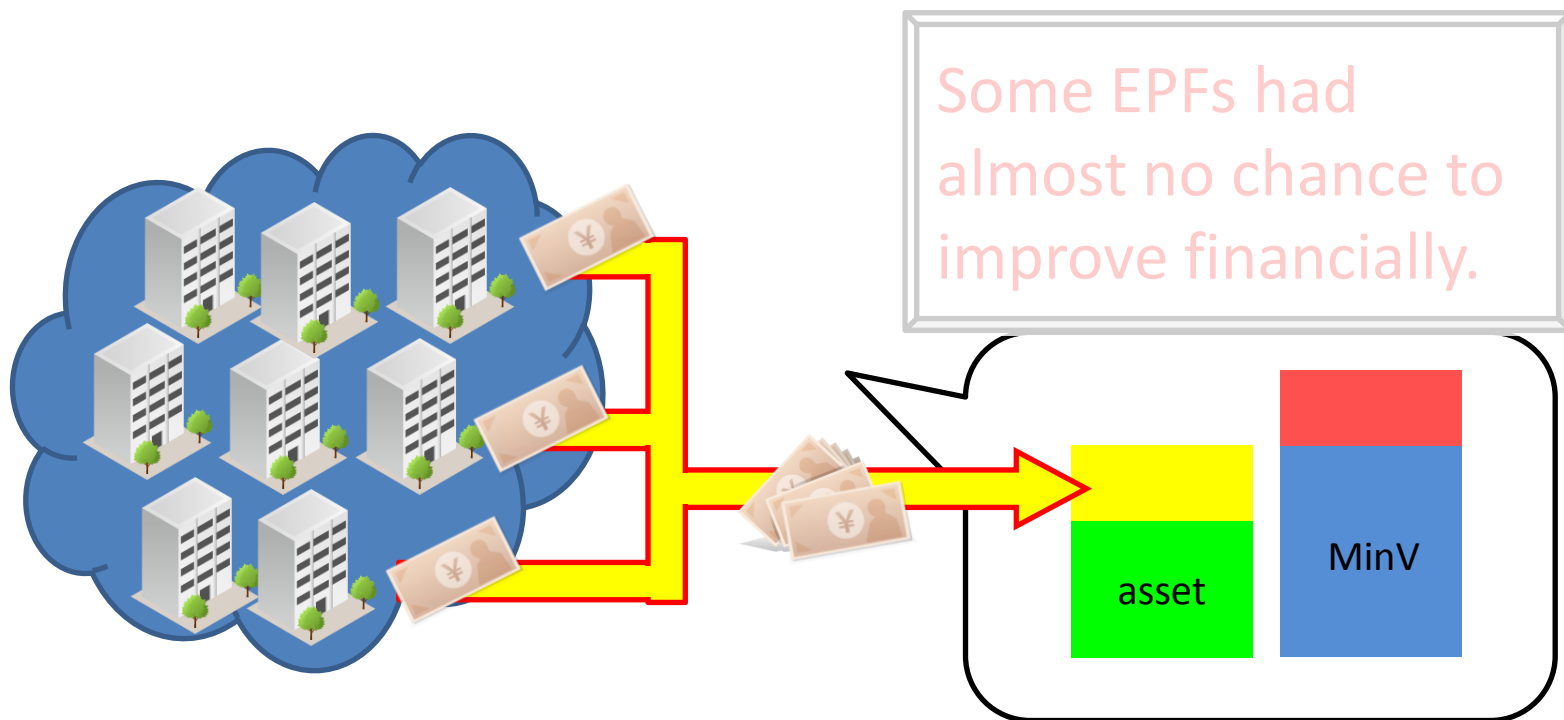 Some EPFs had
almost no chance to
improve financially.
MinV
asset